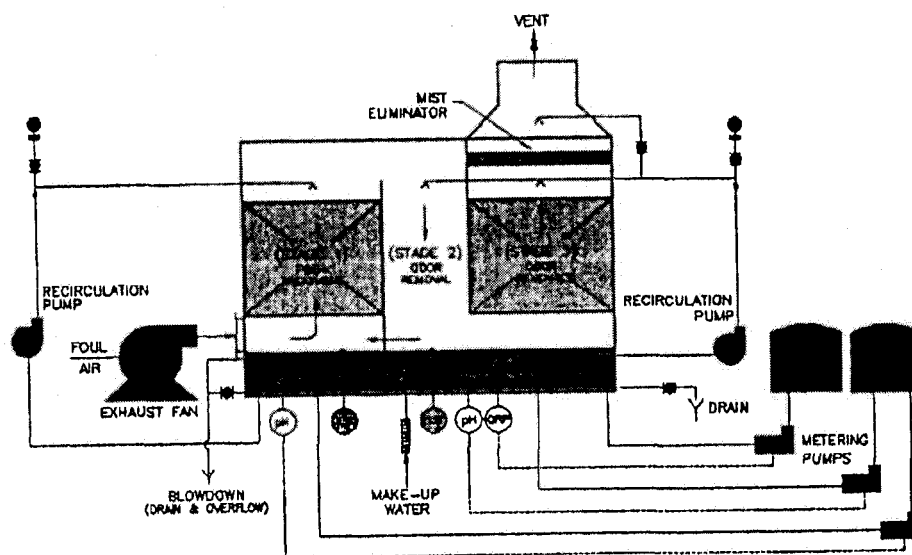 VENT
MIST
ELIMINATOR
(STADE 2)
ODOR
REMOVAL
RECIRCULATION
PUMP
RECIRCULATION
PUMP
FOUL
AIR
EXHAUST FAN
pH
pH
ORP
DRAIN
METERING
PUMPS
BLOWDOWN
(DRAIN & OVERFLOW)
MAKE-UP
WATER